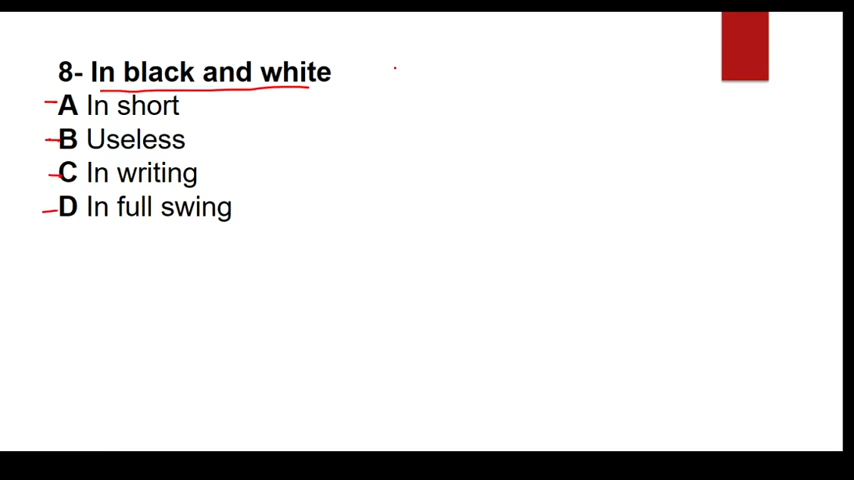 8- In black and white
A In short
B Useless
C In writing
D In full swing